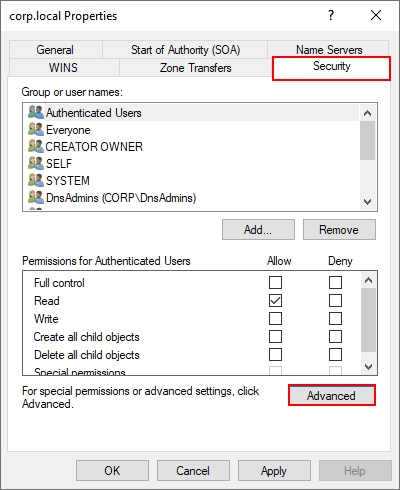 corp.local Properties
General Start of Authority (SOA) Name Servers
WINS Zone Transfers Security
Group or user names:
Authenticated Users
Everyone
CREATOR OWNER
SELF
SYSTEM
DnsAdmins (CORP\DnsAdmins)
Add... Remove
Permissions for Authenticated Users Allow Deny
Full control
Read
Write
Create all child objects
Delete all child objects
Special permissions
For special permissions or advanced settings, click
Advanced. Advanced
OK Cancel Apply Help